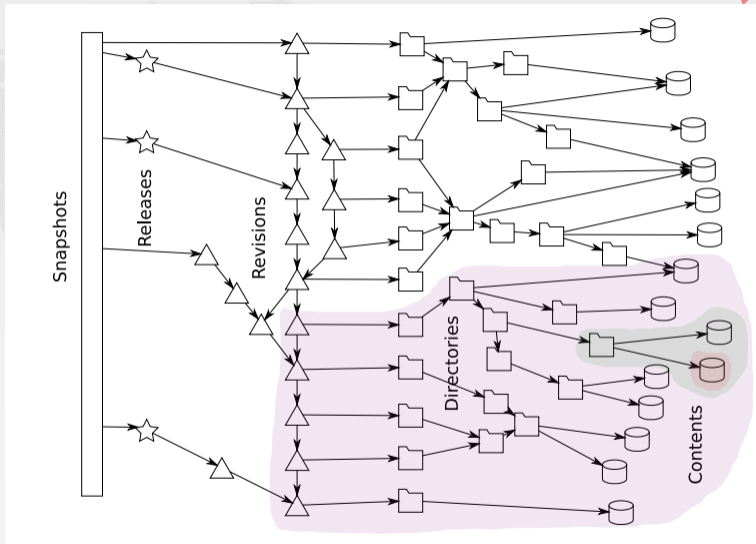 Snapshots
Releases
Revisions
Directories
Contents